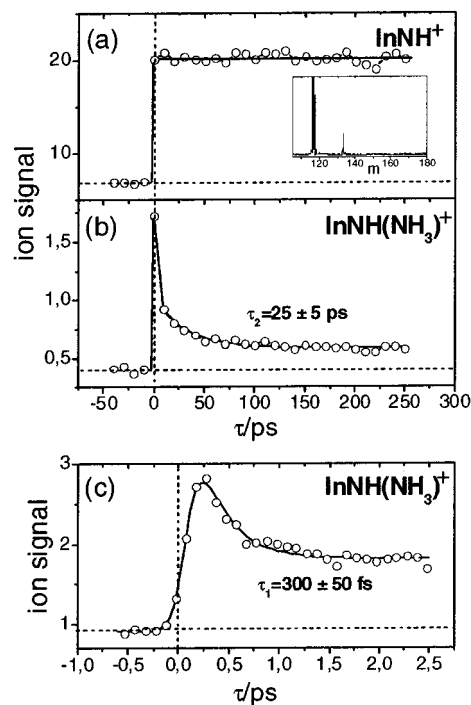 (a) InNH+
20
7
ion signal
120 140 160 180
m
(b) InNH(NH3)+
1,5
1,0
0,5
τ2=25 ± 5 ps
-50 0 50 100 150 200 250 300
τ/ps
(c) InNH(NH3)+
3
2
1
ion signal
τ1=300 ± 50 fs
-1,0 -0,5 0,0 0,5 1,0 1,5 2,0 2,5 3,0
τ/ps